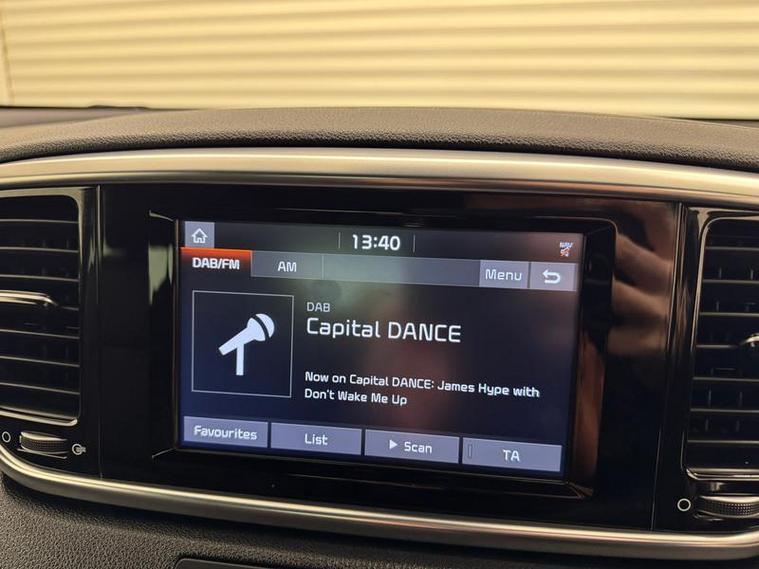 13:40
NAV
DAB/FM
AM
Menu
DAB
Capital DANCE
Now on Capital DANCE: James Hype with
Don't Wake Me Up
Favourites
List
Scan
TA